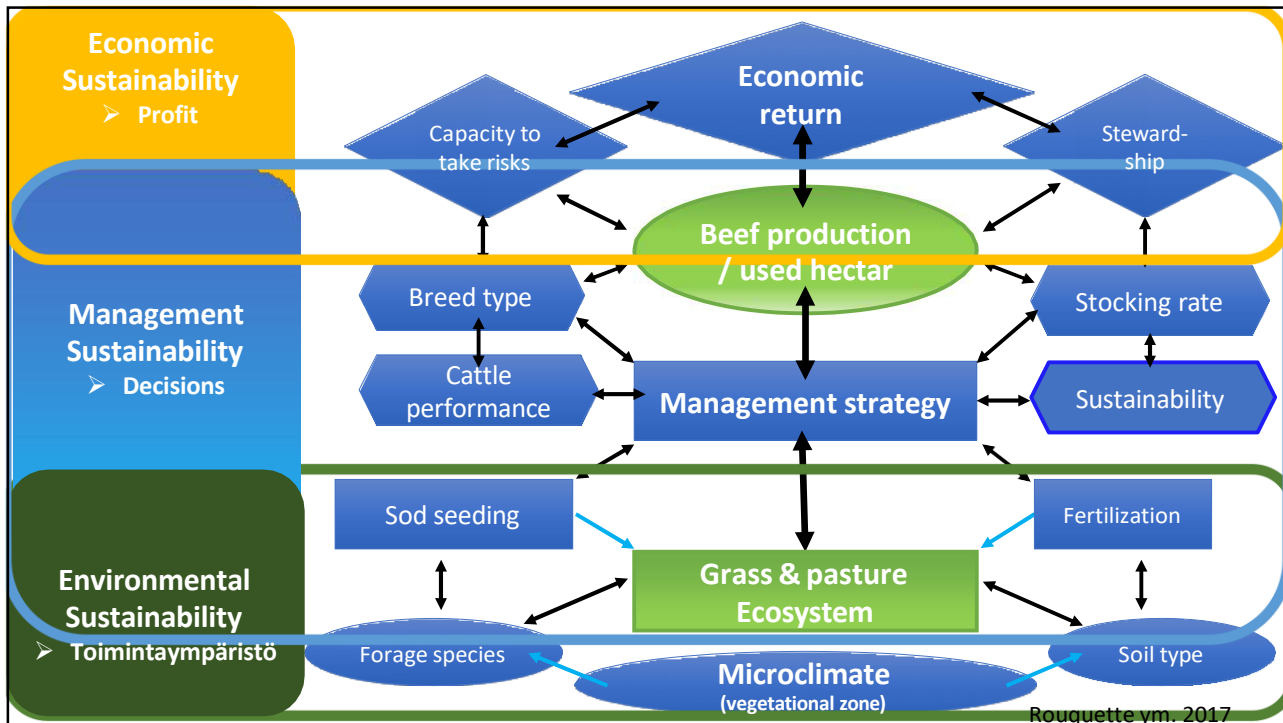 Economic
Sustainability
➢ Profit
Economic
return
Capacity to
take risks
Steward-
ship
Beef production
/ used hectar
Breed type
Stocking rate
Management
Sustainability
➢ Decisions
Cattle
performance
Management strategy
Sustainability
Sod seeding
Fertilization
Environmental
Sustainability
➢ Toimintaympäristö
Grass & pasture
Ecosystem
Forage species
Microclimate
(vegetational zone)
Soil type
Rouquette ym. 2017